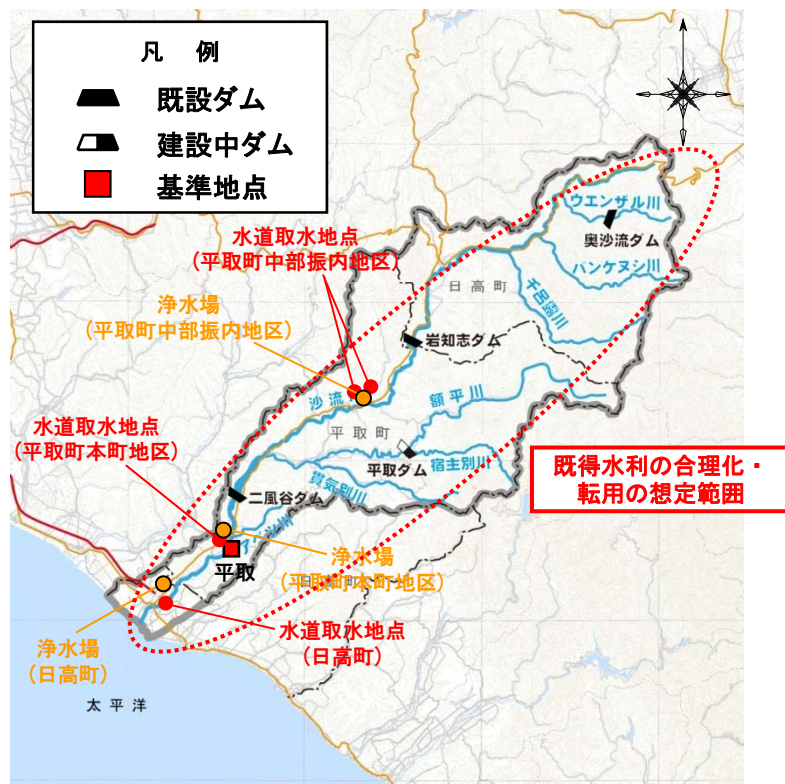 凡 例
既設ダム
建設中ダム
基準地点
水道取水地点
(平取町中部振内地区)
浄水場
(平取町中部振内地区)
水道取水地点
(平取町本町地区)
ウエンザル川
奥沙流ダム
パンケヌシ川
日高町
千呂露川
岩知志ダム
沙流
額平川
平取町
平取ダム
宿主別川
貫気別川
二風谷ダム
既得水利の合理化・
転用の想定範囲
平取
浄水場
(平取町本町地区)
水道取水地点
(日高町)
浄水場
(日高町)
太平洋